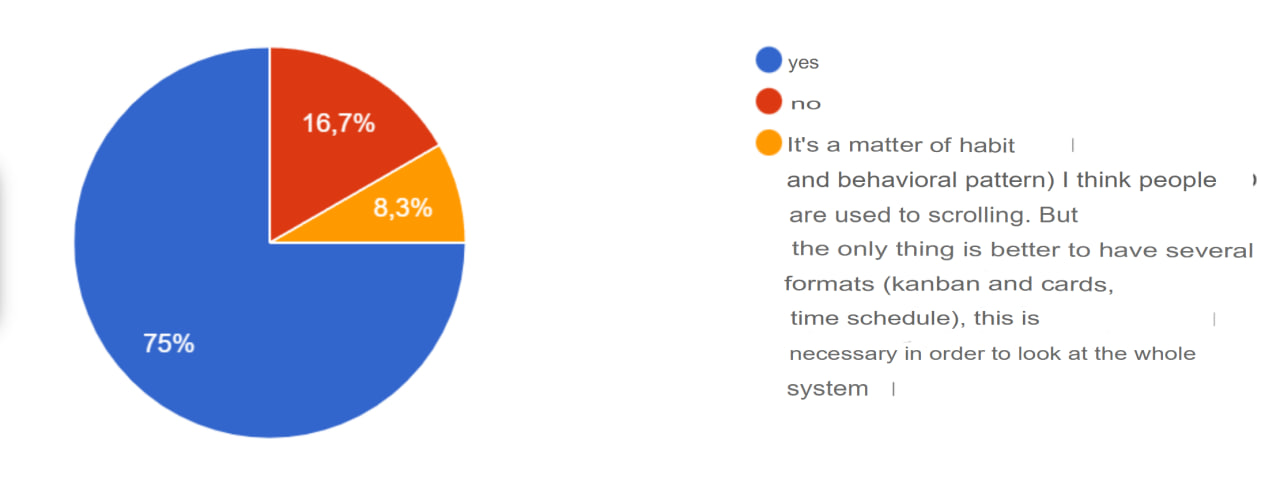 16,7%
8,3%
75%
yes
no
It's a matter of habit
and behavioral pattern) I think people
are used to scrolling. But
the only thing is better to have several
formats (kanban and cards,
time schedule), this is
necessary in order to look at the whole
system